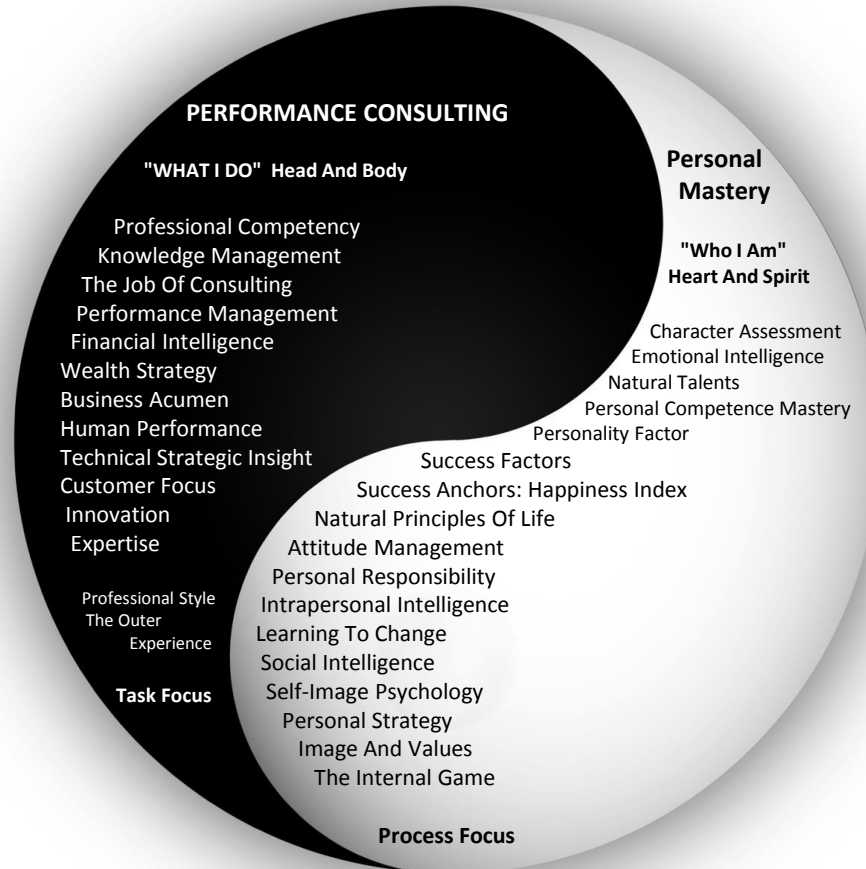 PERFORMANCE CONSULTING
"WHAT I DO" Head And Body
Professional Competency
Knowledge Management
The Job Of Consulting
Performance Management
Financial Intelligence
Wealth Strategy
Business Acumen
Human Performance
Technical Strategic Insight
Customer Focus
Innovation
Expertise
Professional Style
The Outer
Experience
Task Focus
Personal
Mastery
"Who I Am"
Heart And Spirit
Character Assessment
Emotional Intelligence
Natural Talents
Personal Competence Mastery
Personality Factor
Success Factors
Success Anchors: Happiness Index
Natural Principles Of Life
Attitude Management
Personal Responsibility
Intrapersonal Intelligence
Learning To Change
Social Intelligence
Self-Image Psychology
Personal Strategy
Image And Values
The Internal Game
Process Focus